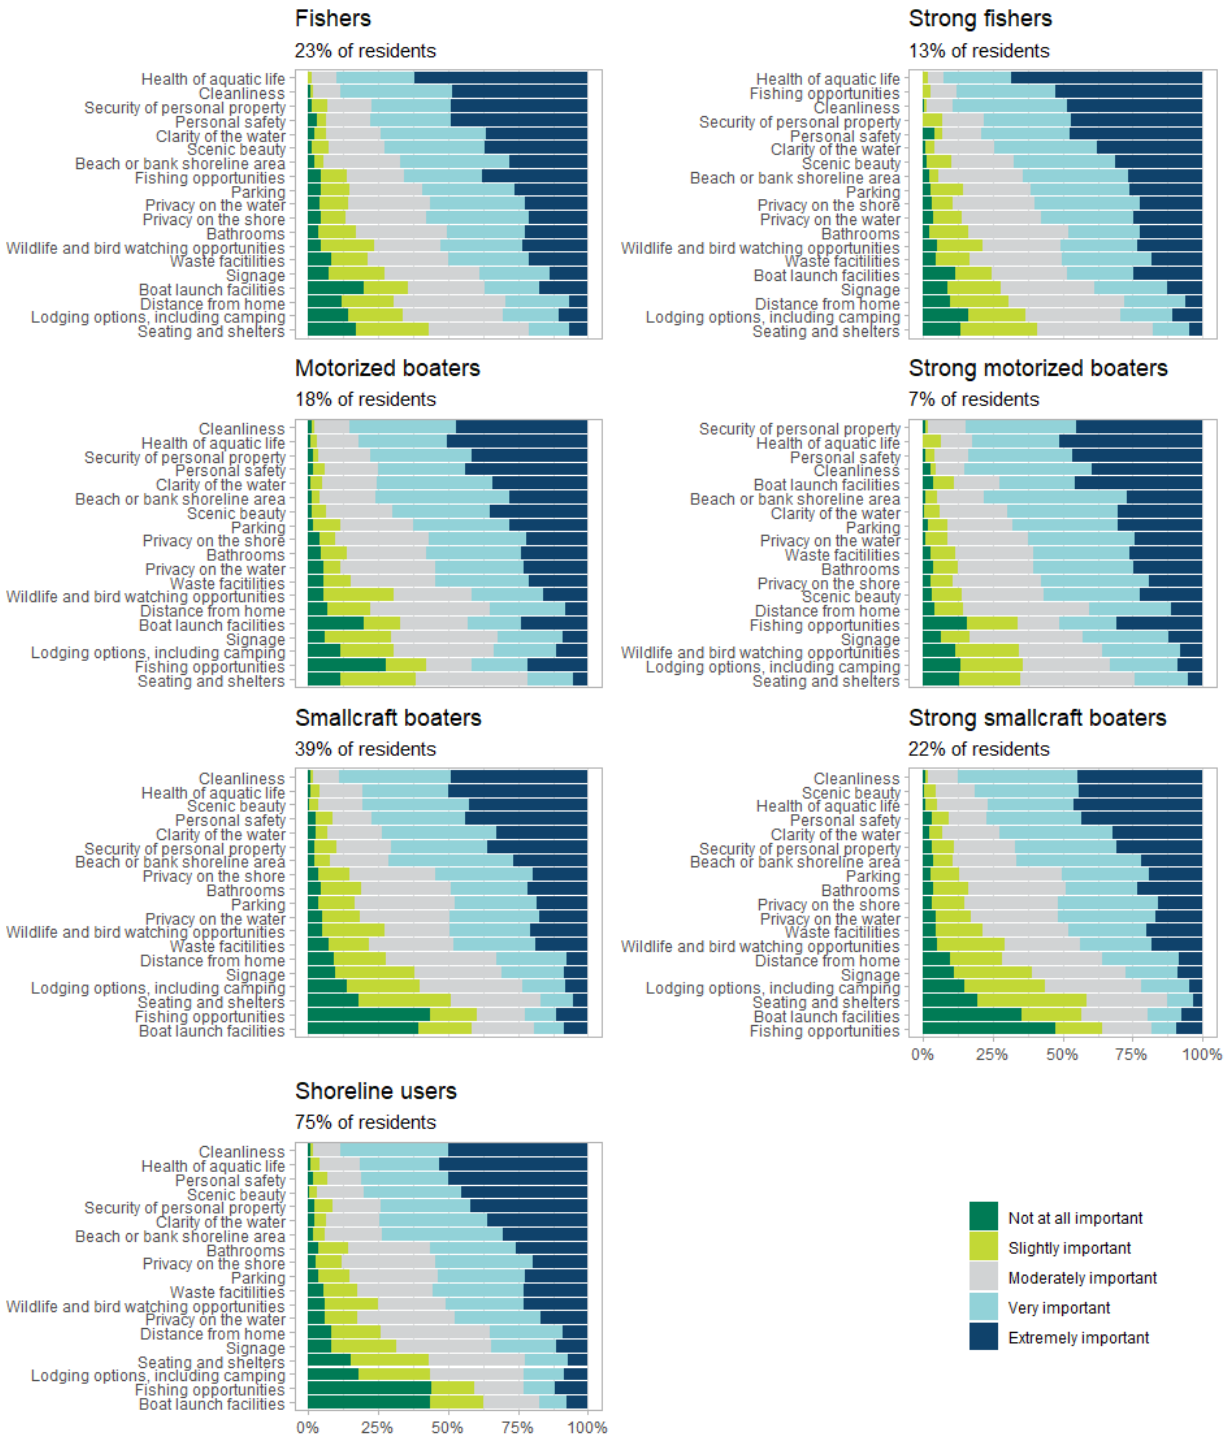 Fishers
23% of residents
Health of aquatic life
Cleanliness
Security of personal property
Personal safety
Clarity of the water
Scenic beauty
Beach or bank shoreline area
Fishing opportunities
Parking
Privacy on the water
Privacy on the shore
Bathrooms
Wildlife and bird watching opportunities
Waste facitilities
Signage
Boat launch facilities
Distance from home
Lodging options, including camping
Seating and shelters
Strong fishers
13% of residents
Health of aquatic life
Fishing opportunities
Cleanliness
Security of personal property
Personal safety
Clarity of the water
Scenic beauty
Beach or bank shoreline area
Parking
Privacy on the shore
Privacy on the water
Bathrooms
Wildlife and bird watching opportunities
Waste facitilities
Boat launch facilities
Signage
Distance from home
Lodging options, including camping
Seating and shelters
Motorized boaters
18% of residents
Cleanliness
Health of aquatic life
Security of personal property
Personal safety
Clarity of the water
Beach or bank shoreline area
Scenic beauty
Parking
Privacy on the shore
Bathrooms
Privacy on the water
Waste facitilities
Wildlife and bird watching opportunities
Distance from home
Boat launch facilities
Signage
Lodging options, including camping
Fishing opportunities
Seating and shelters
Strong motorized boaters
7% of residents
Security of personal property
Health of aquatic life
Personal safety
Cleanliness
Boat launch facilities
Beach or bank shoreline area
Clarity of the water
Parking
Privacy on the water
Waste facitilities
Bathrooms
Privacy on the shore
Scenic beauty
Distance from home
Fishing opportunities
Signage
Wildlife and bird watching opportunities
Lodging options, including camping
Seating and shelters
Smallcraft boaters
39% of residents
Cleanliness
Health of aquatic life
Scenic beauty
Personal safety
Clarity of the water
Security of personal property
Beach or bank shoreline area
Privacy on the shore
Bathrooms
Parking
Privacy on the water
Wildlife and bird watching opportunities
Waste facitilities
Distance from home
Signage
Lodging options, including camping
Seating and shelters
Fishing opportunities
Boat launch facilities
Strong smallcraft boaters
22% of residents
Cleanliness
Scenic beauty
Health of aquatic life
Personal safety
Clarity of the water
Security of personal property
Beach or bank shoreline area
Parking
Bathrooms
Privacy on the shore
Privacy on the water
Waste facitilities
Wildlife and bird watching opportunities
Distance from home
Signage
Lodging options, including camping
Seating and shelters
Boat launch facilities
Fishing opportunities
0% 25% 50% 75% 100%
Shoreline users
75% of residents
Cleanliness
Health of aquatic life
Personal safety
Scenic beauty
Security of personal property
Clarity of the water
Beach or bank shoreline area
Bathrooms
Privacy on the shore
Parking
Waste facitilities
Wildlife and bird watching opportunities
Privacy on the water
Distance from home
Signage
Seating and shelters
Lodging options, including camping
Fishing opportunities
Boat launch facilities
0% 25% 50% 75% 100%
Not at all important
Slightly important
Moderately important
Very important
Extremely important